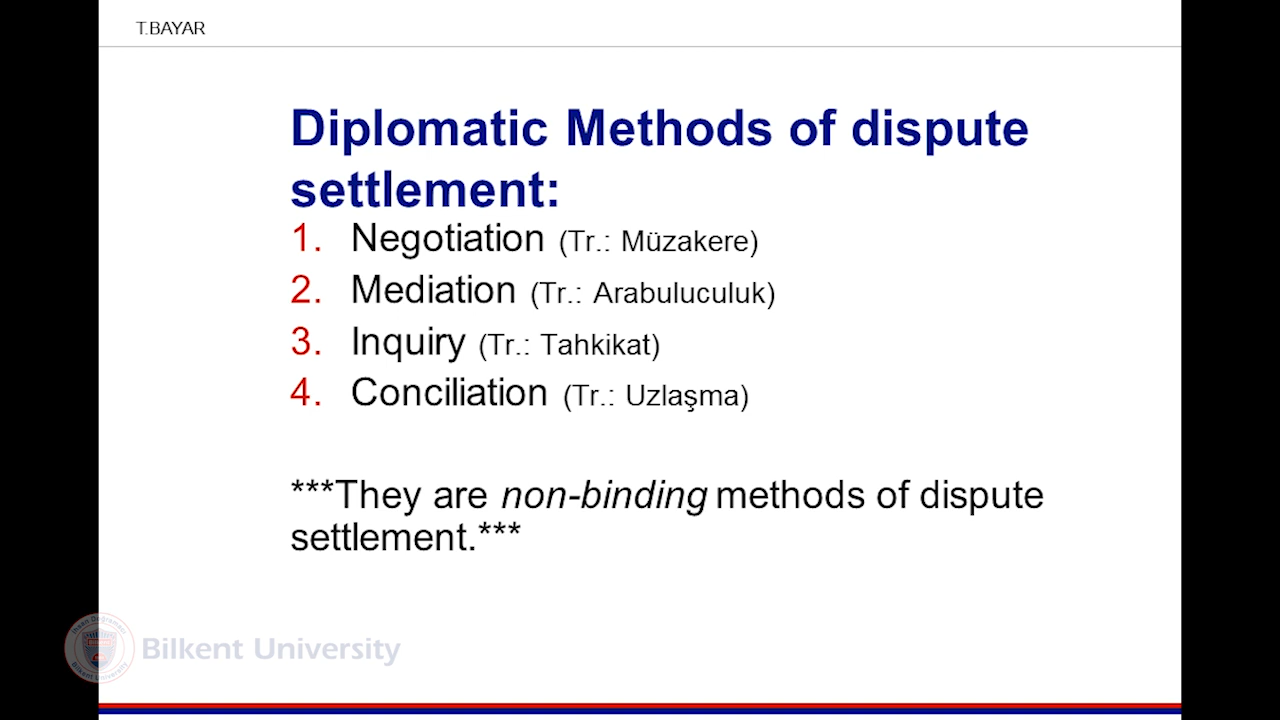 T.BAYAR
Diplomatic Methods of dispute
settlement:
1. Negotiation (Tr.: Müzakere)
2. Mediation (Tr.: Arabuluculuk)
3. Inquiry (Tr.: Tahkikat)
4. Conciliation (Tr.: Uzlaşma)
***They are non-binding methods of dispute
settlement.***
Bilkent University